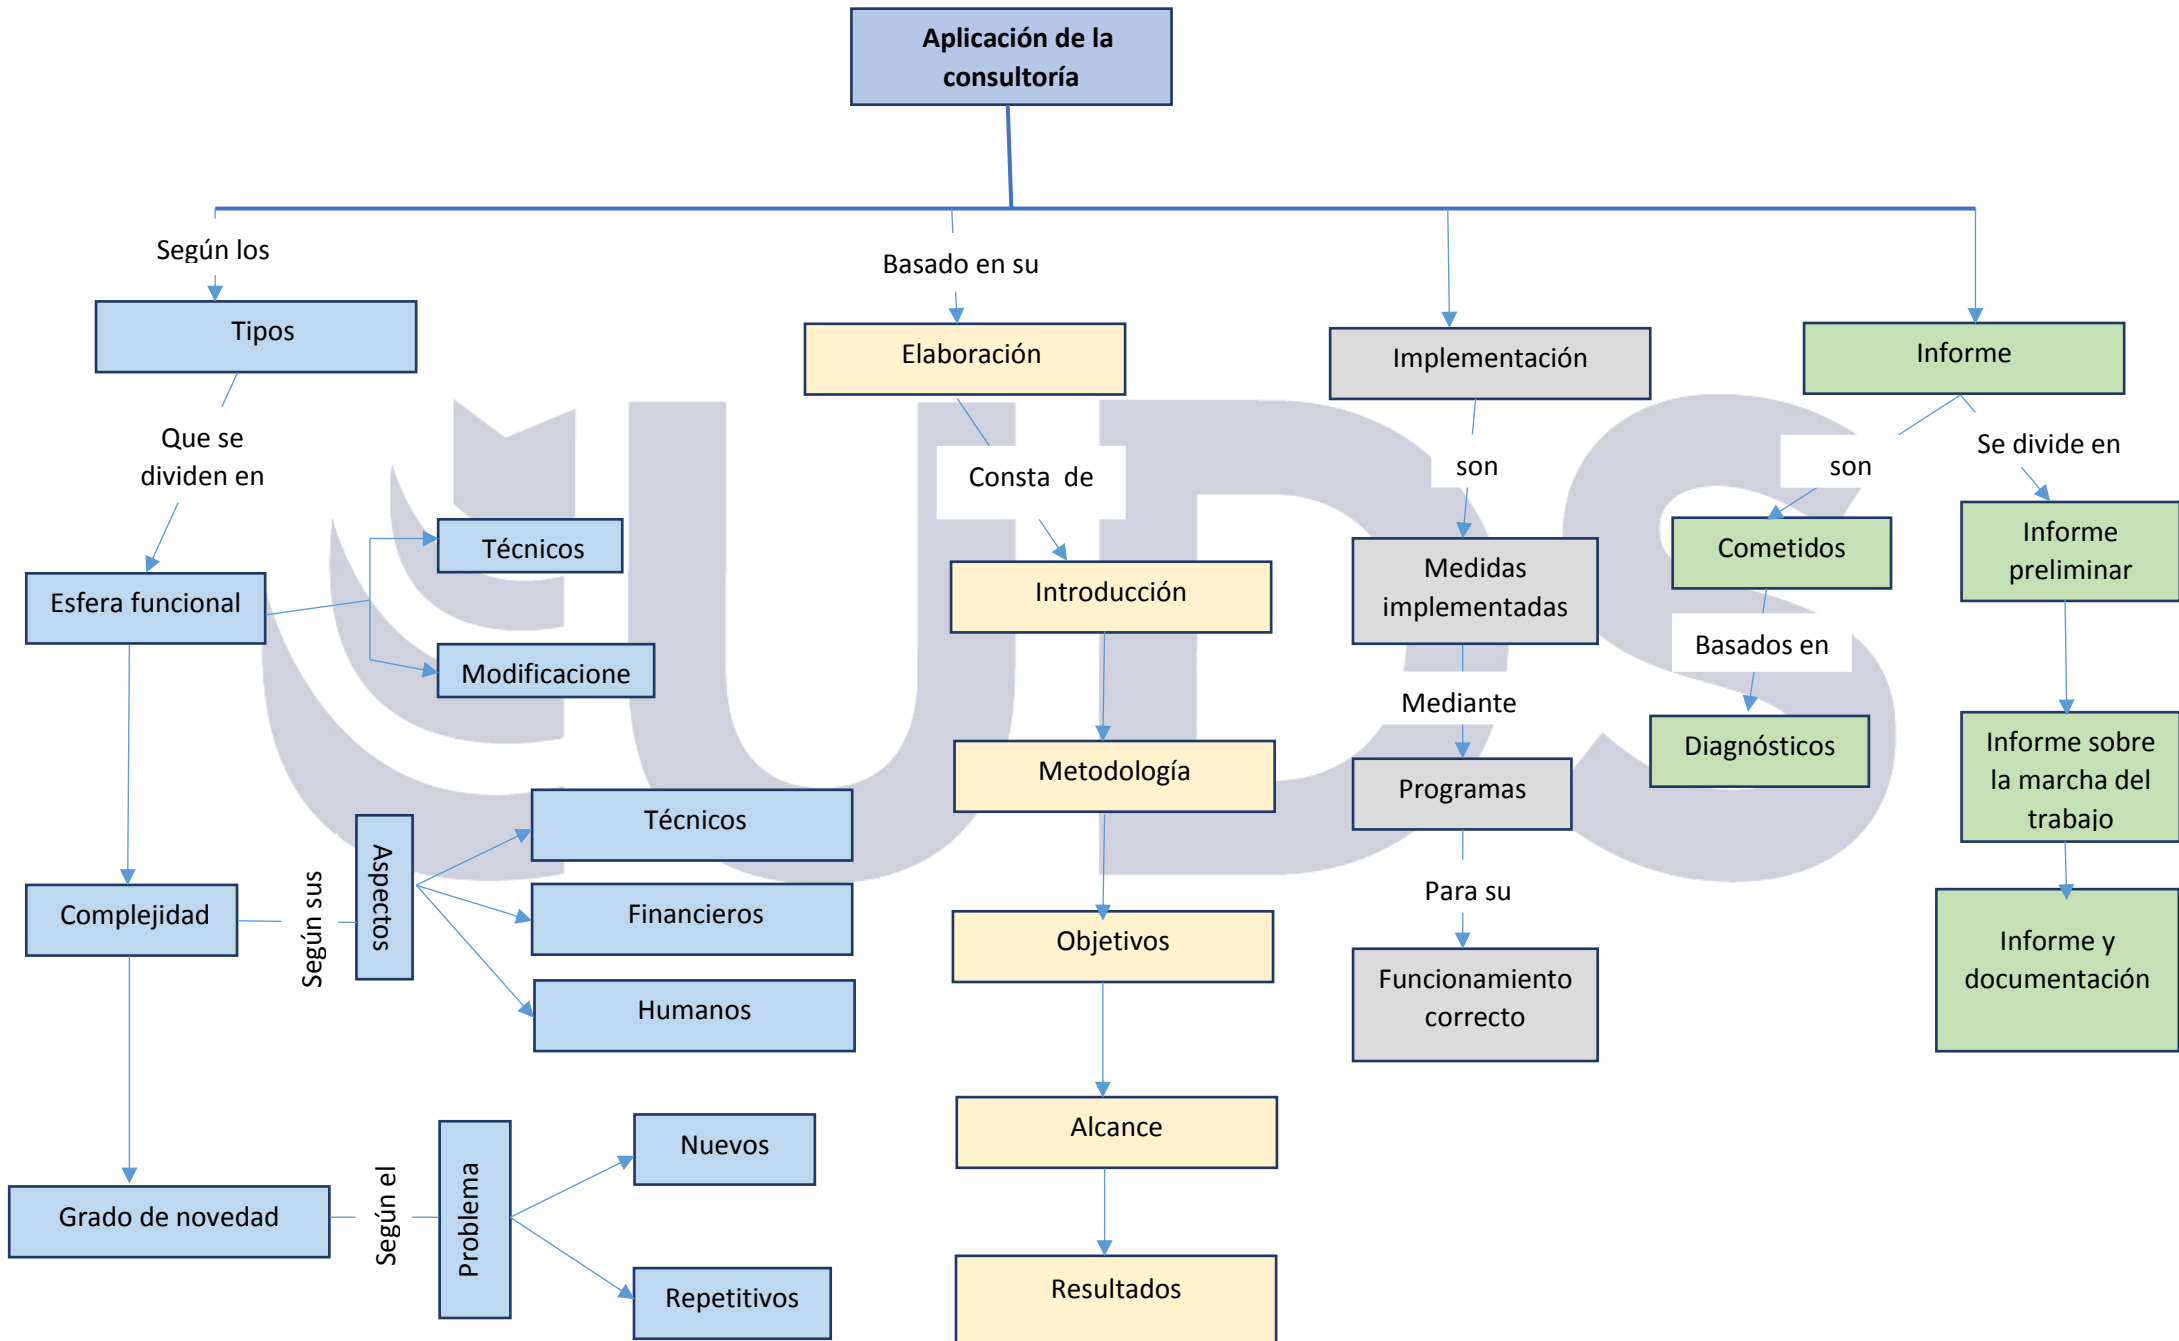 Aplicación de la
consultoría
Según los
Tipos
Que se
dividen en
Esfera funcional
Técnicos
Modificacione
Complejidad
Según sus
Aspectos
Técnicos
Financieros
Humanos
Grado de novedad
Según el
Problema
Nuevos
Repetitivos
Basado en su
Elaboración
Consta  de
Introducción
Metodología
Objetivos
Alcance
Resultados
Implementación
son
Medidas
implementadas
Mediante
Programas
Para su
Funcionamiento
correcto
Informe
son
Cometidos
Basados en
Diagnósticos
Se divide en
Informe
preliminar
Informe sobre
la marcha del
trabajo
Informe y
documentación
UDS